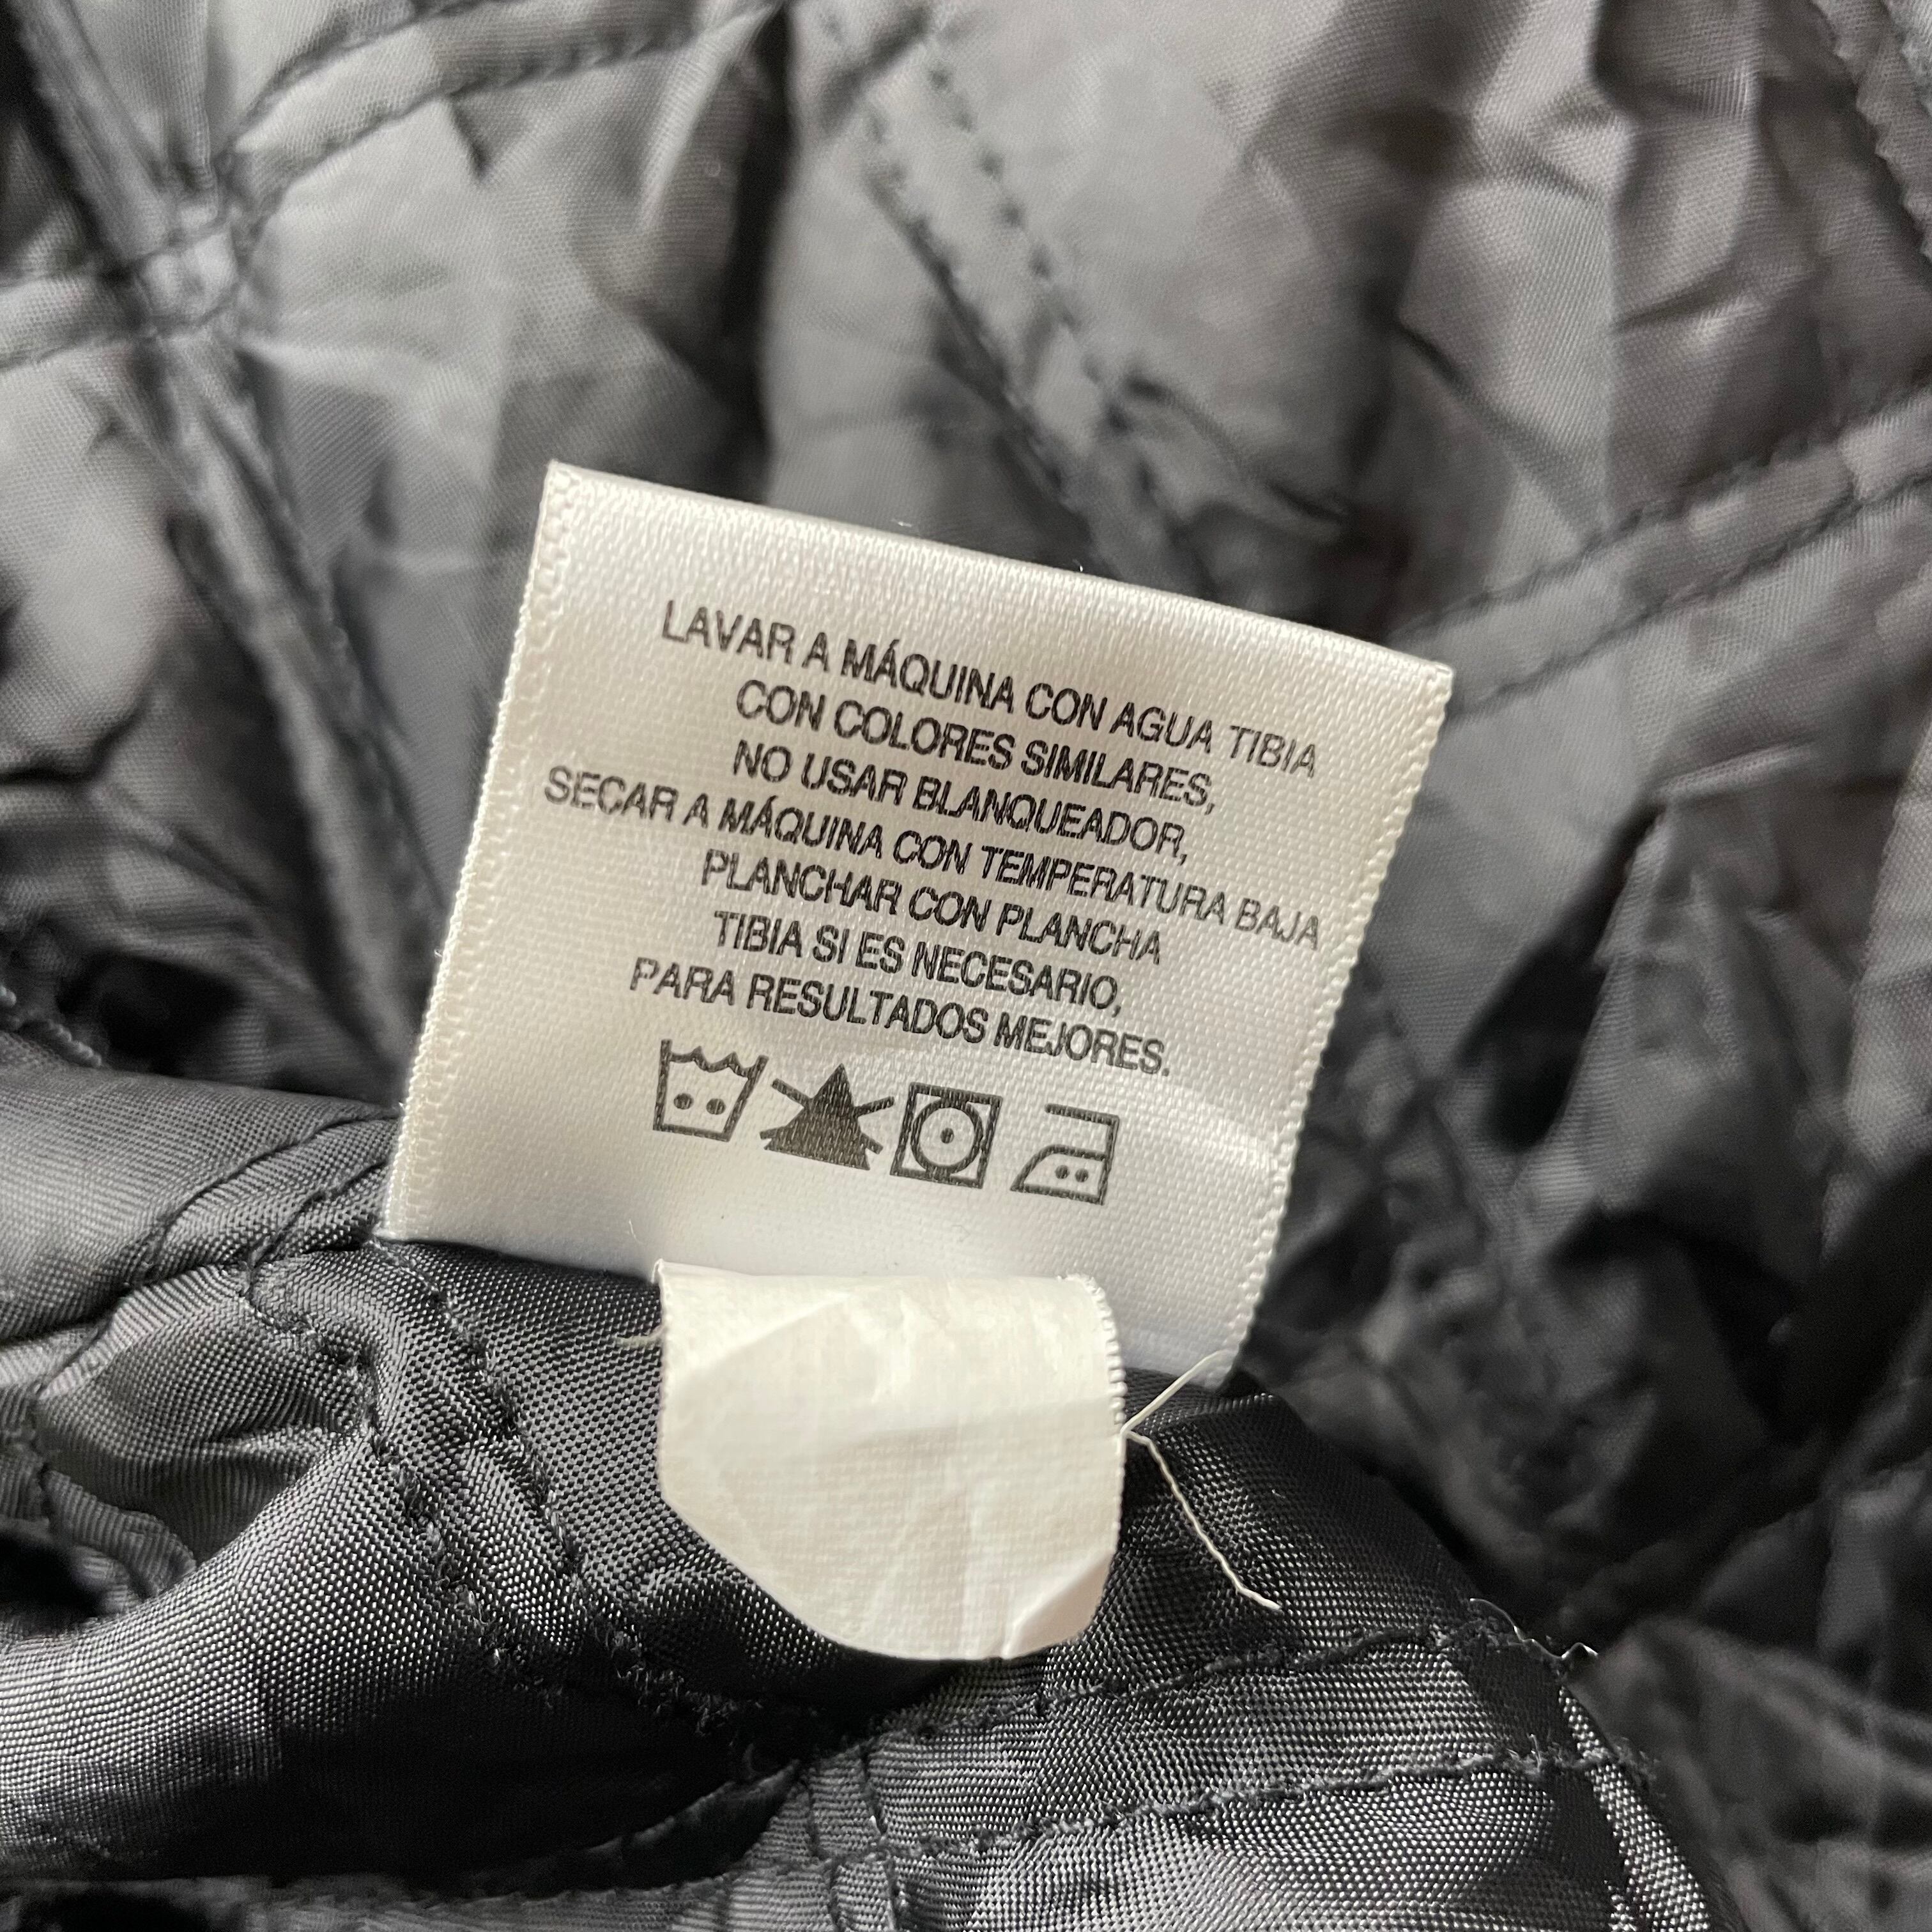 LAVAR A MÁQUINA CON AGUA TIBIA
CON COLORES SIMILARES,
NO USAR BLANQUEADOR,
SECAR A MÁQUINA CON TEMPERATURA BAJA
PLANCHAR CON PLANCHA
TIBIA SI ES NECESARIO,
PARA RESULTADOS MEJORES.